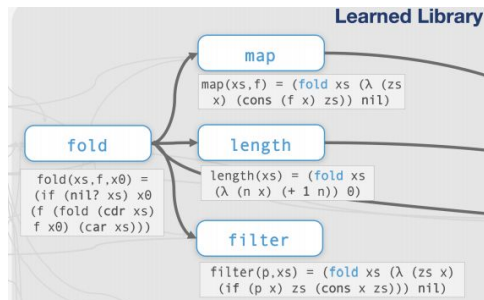 Learned Library
map
map(xs,f) = (fold xs (λ (zs
x) (cons (f x) zs)) nil)
fold
fold(xs,f,x0) =
(if (nil? xs) x0
(f (fold (cdr xs)
f x0) (car xs)))
length
length(xs) = (fold xs
(λ (n x) (+ 1 n)) 0)
filter
filter(p,xs) = (fold xs (λ (zs x)
(if (p x) zs (cons x zs))) nil)